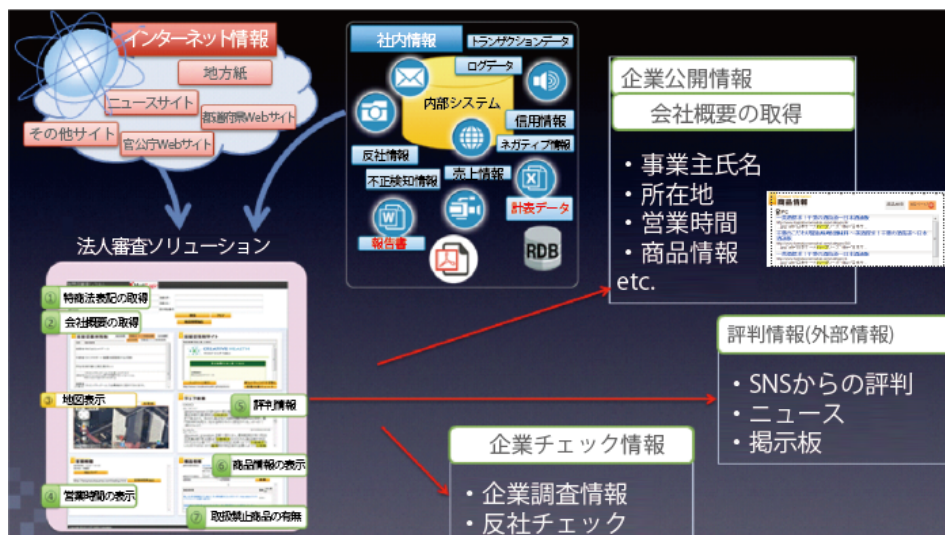 インターネット情報
地方紙
ニュースサイト
都道府県Webサイト
その他サイト
官公庁Webサイト
社内情報
トランザクションデータ
ログデータ
内部システム
信用情報
ネガティブ情報
反社情報
売上情報
不正検知情報
計表データ
報告書
RDB
法人審査ソリューション
① 特商法表記の取得
② 会社概要の取得
③ 地図表示
⑤ 評判情報
⑥ 商品情報の表示
④ 営業時間の表示
⑦ 取扱禁止商品の有無
企業公開情報
会社概要の取得
・事業主氏名
・所在地
・営業時間
・商品情報
etc.
商品情報
評判情報(外部情報)
・SNSからの評判
・ニュース
・掲示板
企業チェック情報
・企業調査情報
・反社チェック